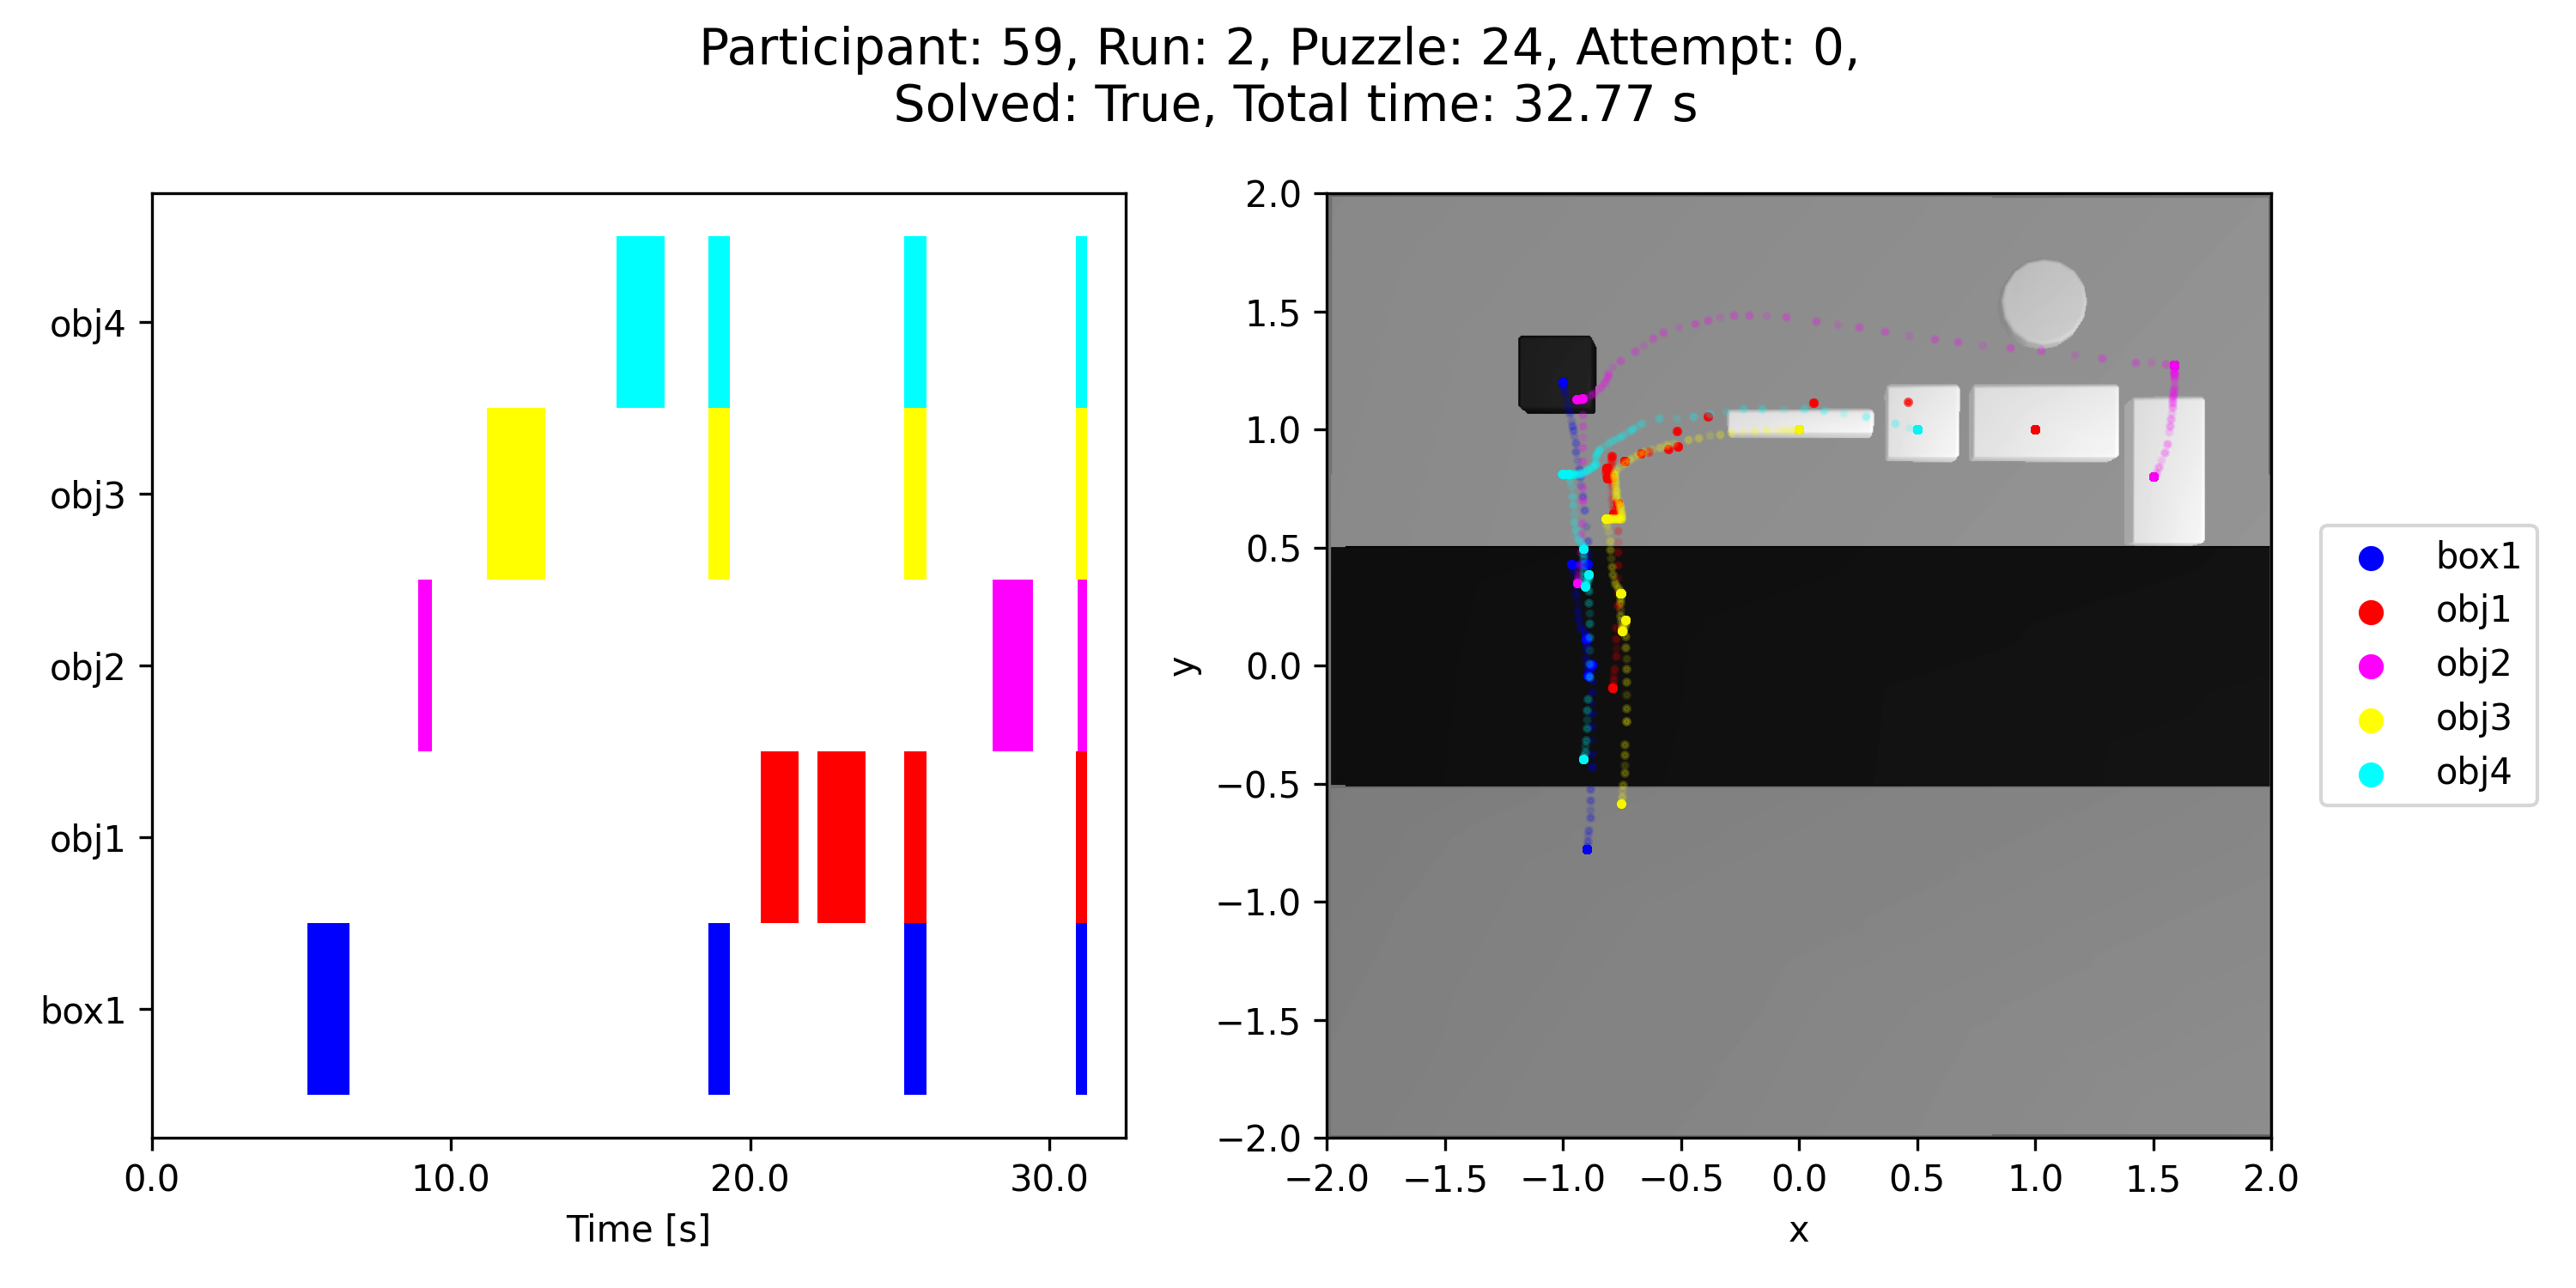 Participant: 59, Run: 2, Puzzle: 24, Attempt: 0,
Solved: True, Total time: 32.77 s
obj4
obj3
obj2
obj1
box1
0.0 10.0 20.0 30.0
Time [s]
2.0
1.5
1.0
0.5
0.0
−0.5
−1.0
−1.5
−2.0
y
−2.0 −1.5 −1.0 −0.5 0.0 0.5 1.0 1.5 2.0
x
box1
obj1
obj2
obj3
obj4